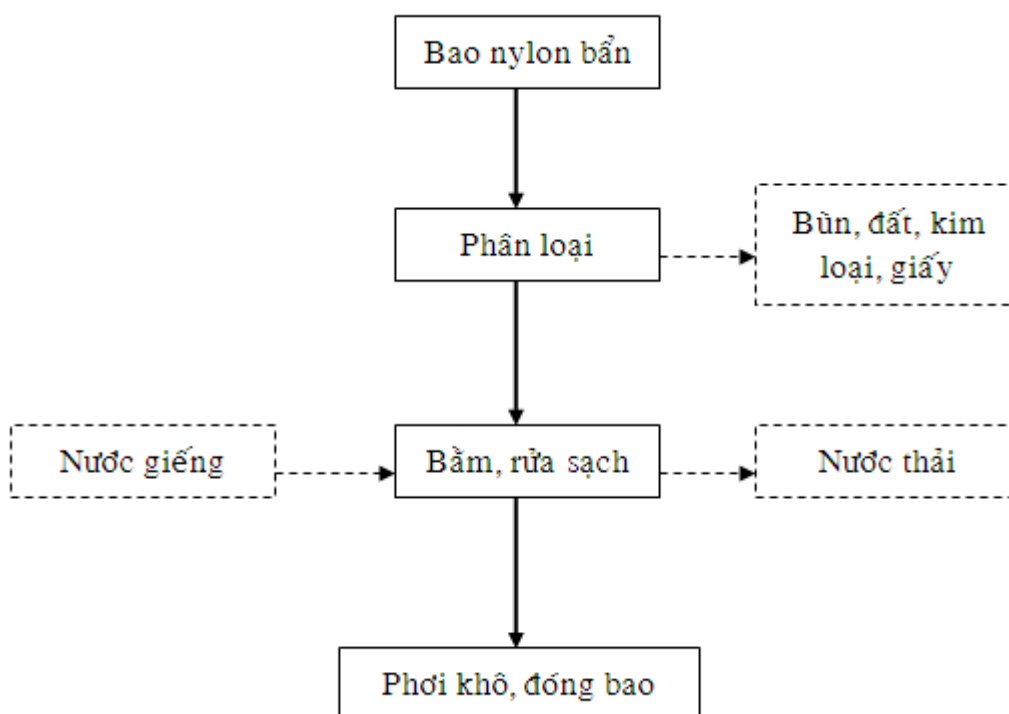 Bao nylon bẩn
Phân loại
Bùn, đất, kim
loại, giấy
Nước giếng
Bằm, rửa sạch
Nước thải
Phơi khô, đóng bao